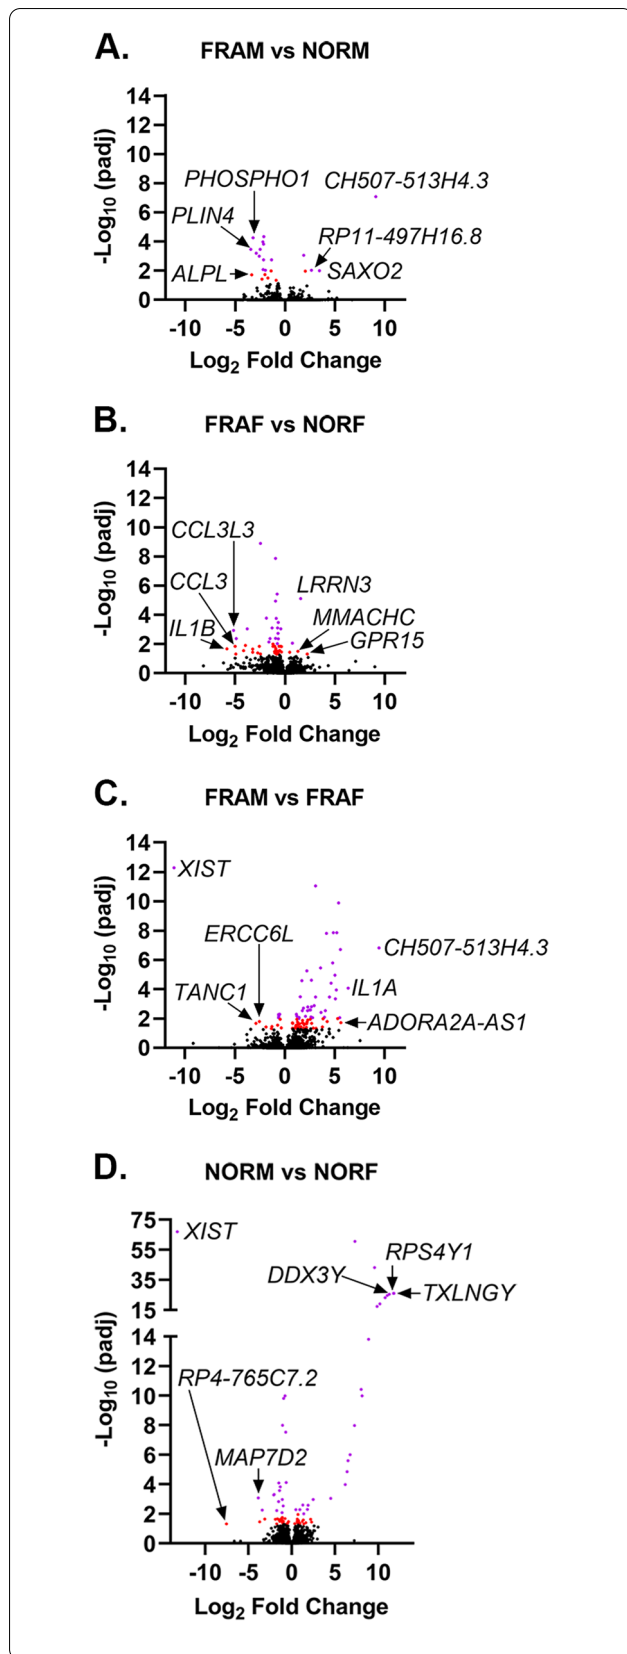 A.
FRAM vs NORM
14
12
10
8
6
4
2
0
-Log10 (padj)
PHOSPHO1
CH507-513H4.3
PLIN4
RP11-497H16.8
ALPL
SAXO2
-10 -5 0 5 10
Log2 Fold Change
B.
FRAF vs NORF
14
12
10
8
6
4
2
0
-Log10 (padj)
CCL3L3
CCL3
LRRN3
IL1B
MMACHC
GPR15
-10 -5 0 5 10
Log2 Fold Change
C.
FRAM vs FRAF
14
12
10
8
6
4
2
0
-Log10 (padj)
XIST
ERCC6L
CH507-513H4.3
TANC1
IL1A
ADORA2A-AS1
-10 -5 0 5 10
Log2 Fold Change
D.
NORM vs NORF
75
55
35
15
14
12
10
8
6
4
2
0
-Log10 (padj)
XIST
RPS4Y1
DDX3Y
TXLNGY
RP4-765C7.2
MAP7D2
-10 -5 0 5 10
Log2 Fold Change